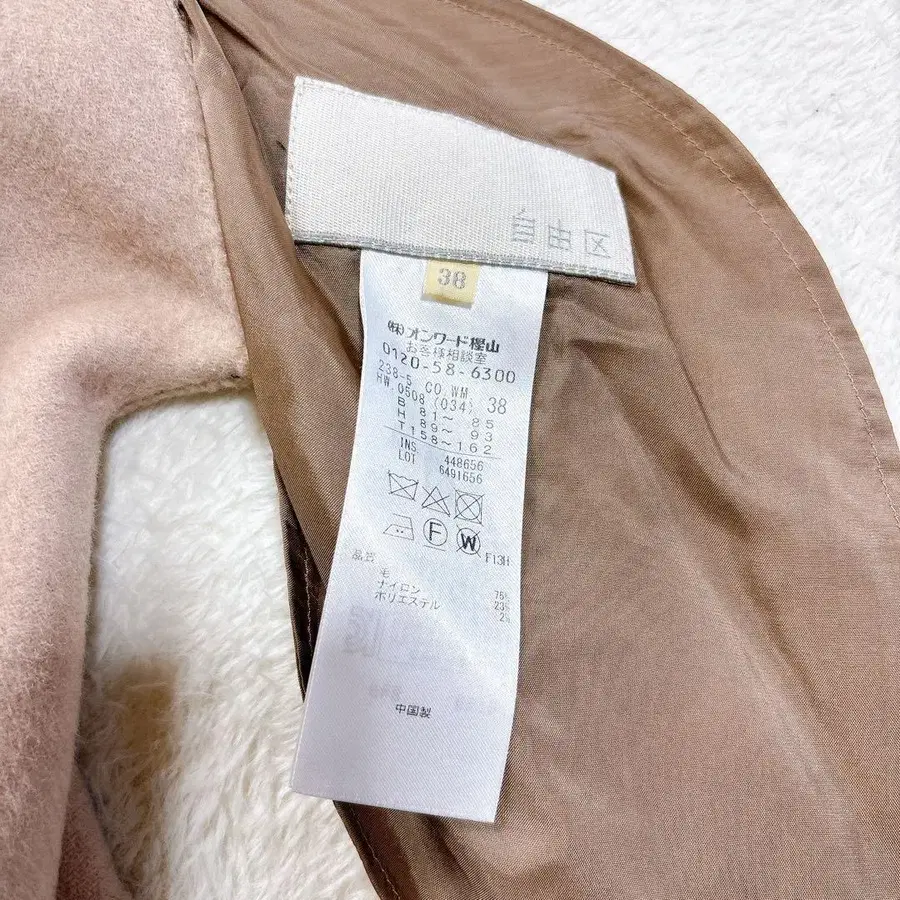 自由区
38
㈱オンワード樫山
お客様相談室
0120-58-6300
238-5 CO,WM
HW.0508 (034) 38
B 81～ 85
H 89～ 93
T158～162
INS 448656
LOT 6491656
F W F13H
毛 75%
ナイロン 23%
ポリエステル 2%
中国製